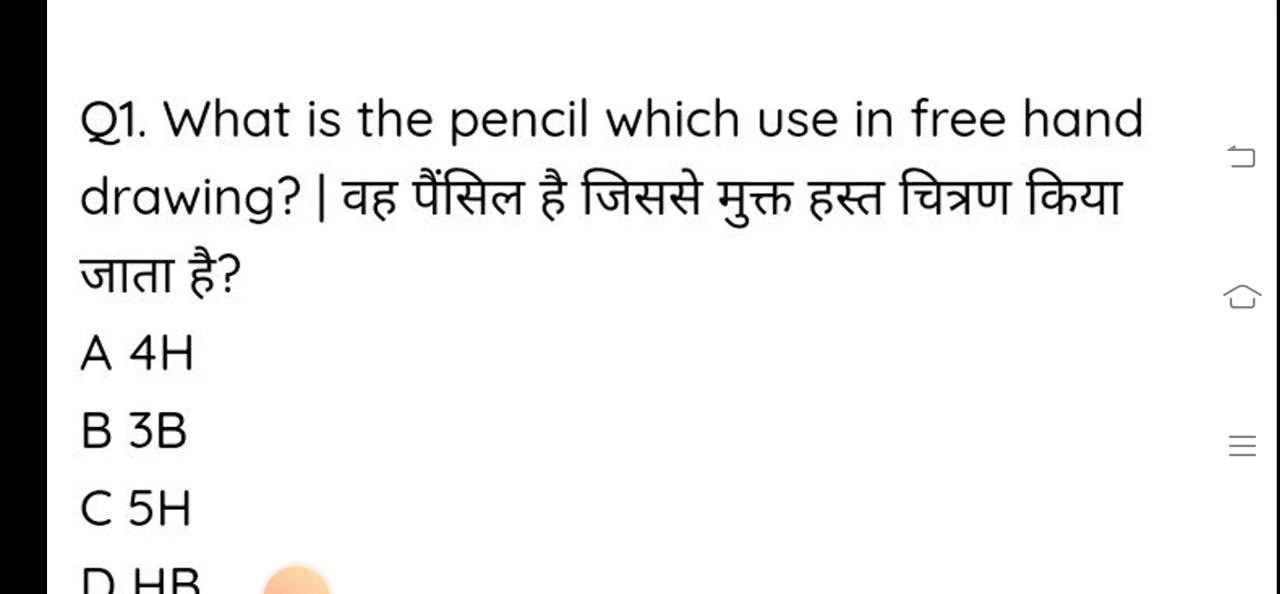 Q1. What is the pencil which use in free hand
drawing? | वह पैंसिल है जिससे मुक्त हस्त चित्रण किया
जाता है?
A 4H
B 3B
C 5H
D HB